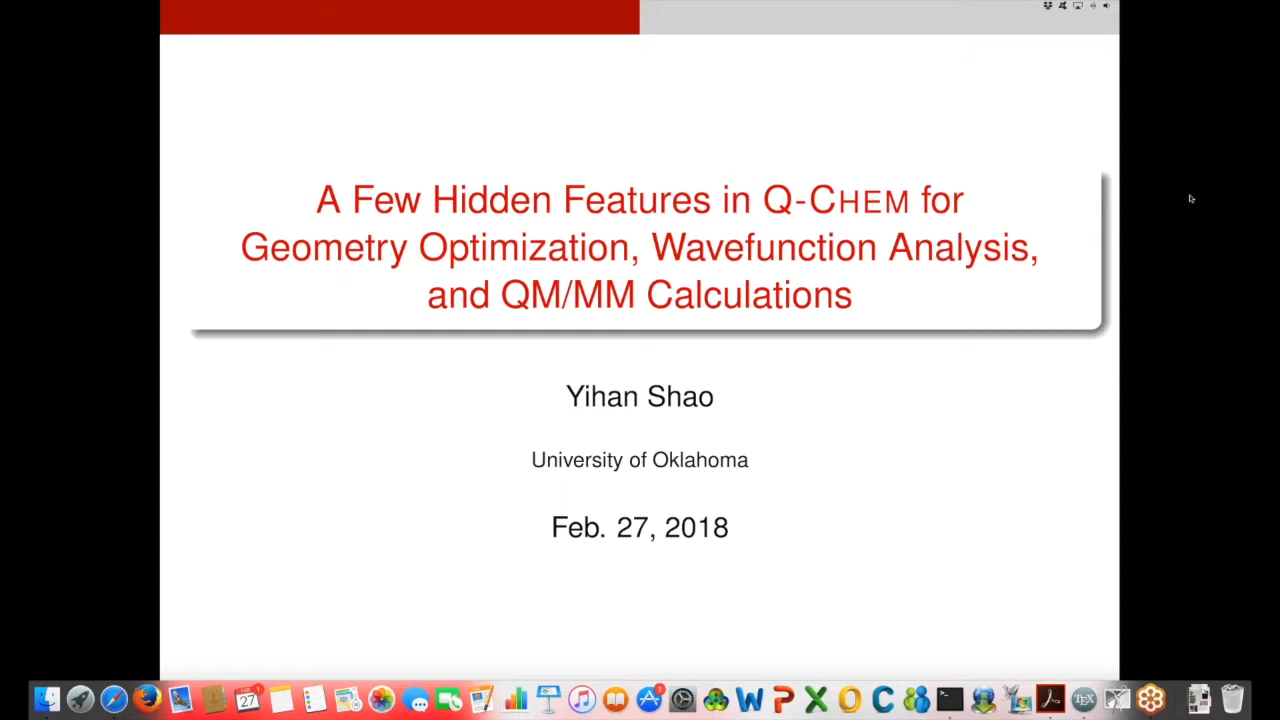 A Few Hidden Features in Q-CHEM for
Geometry Optimization, Wavefunction Analysis,
and QM/MM Calculations
Yihan Shao
University of Oklahoma
Feb. 27, 2018
27